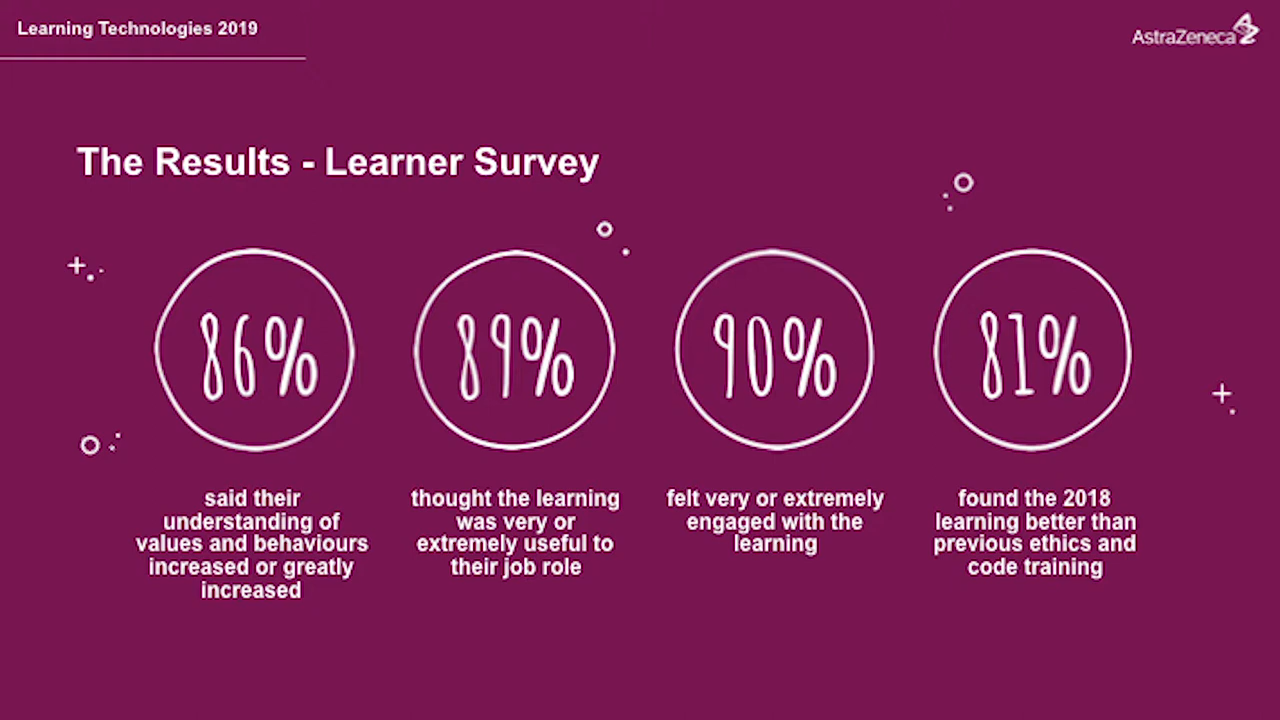 Learning Technologies 2019
AstraZeneca
The Results - Learner Survey
86%
89%
90%
81%
said their
understanding of
values and behaviours
increased or greatly
increased
thought the learning
was very or
extremely useful to
their job role
felt very or extremely
engaged with the
learning
found the 2018
learning better than
previous ethics and
code training